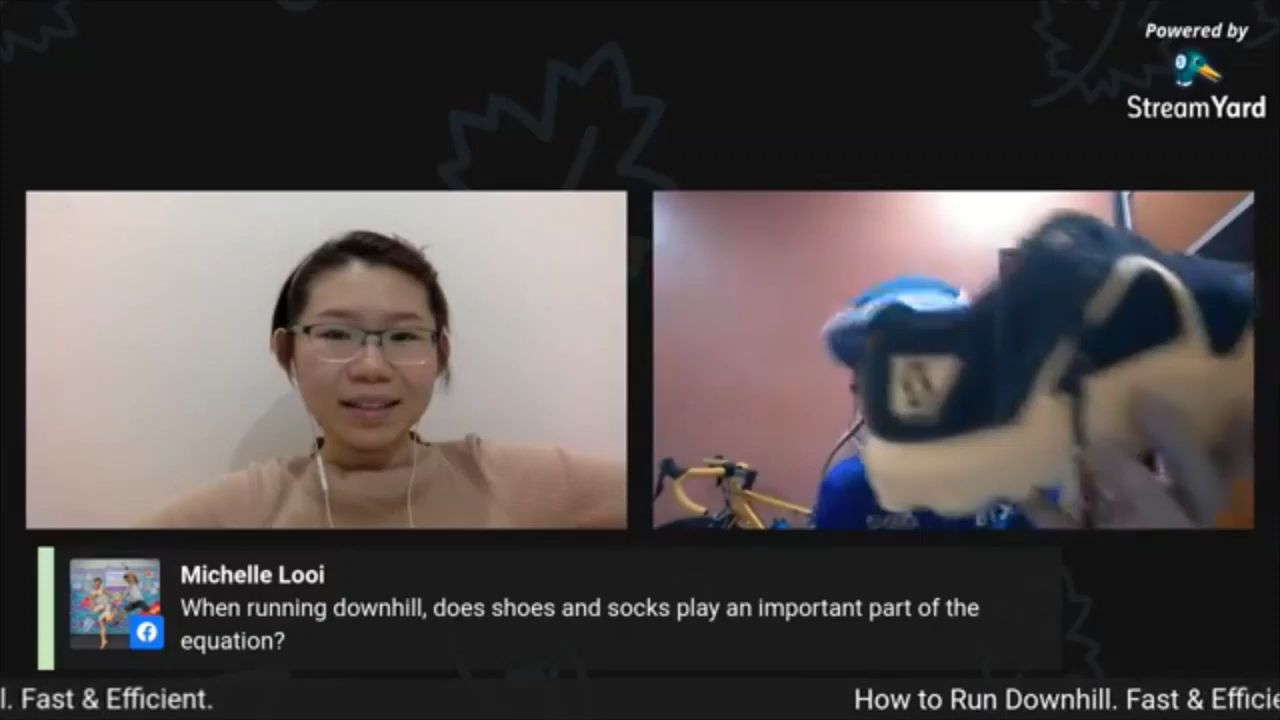 Powered by
StreamYard
Michelle Looi
When running downhill, does shoes and socks play an important part of the
equation?
l. Fast & Efficient.
How to Run Downhill. Fast & Efficie